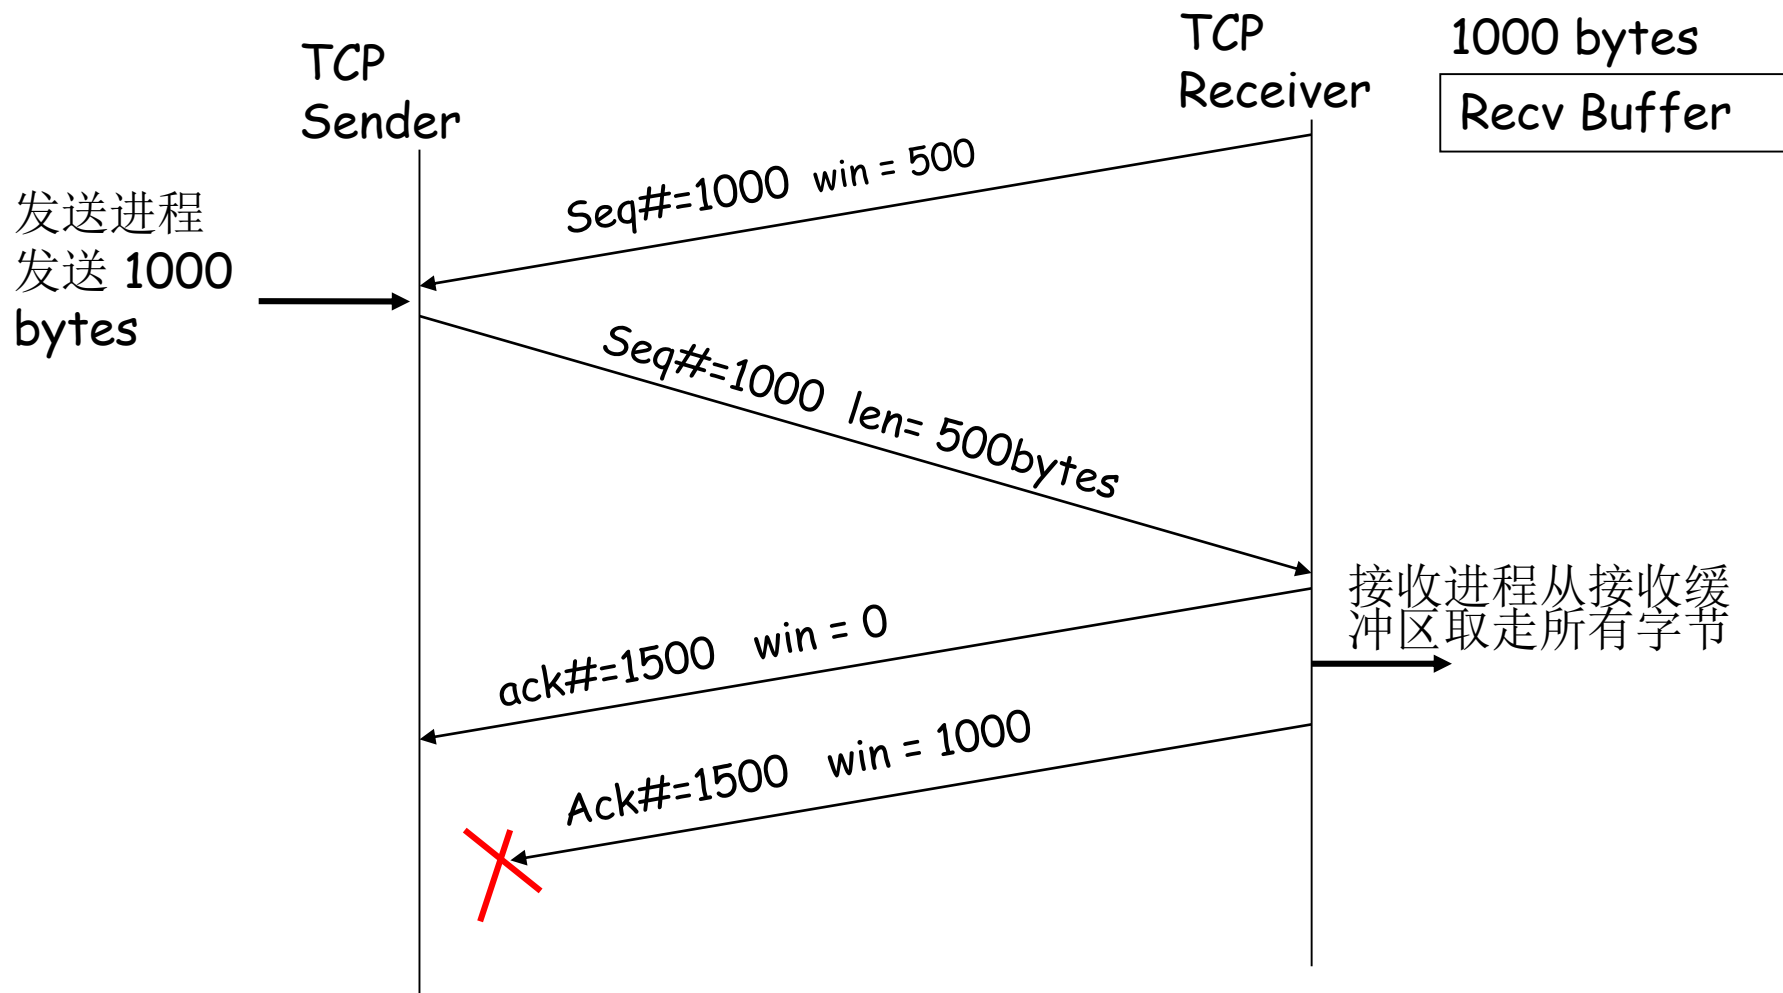 TCP
Sender
TCP
Receiver
1000 bytes
Recv Buffer
Seq#=1000 win = 500
发送进程
发送 1000
bytes
Seq#=1000 len= 500bytes
接收进程从接收缓
冲区取走所有字节
ack#=1500 win = 0
Ack#=1500 win = 1000